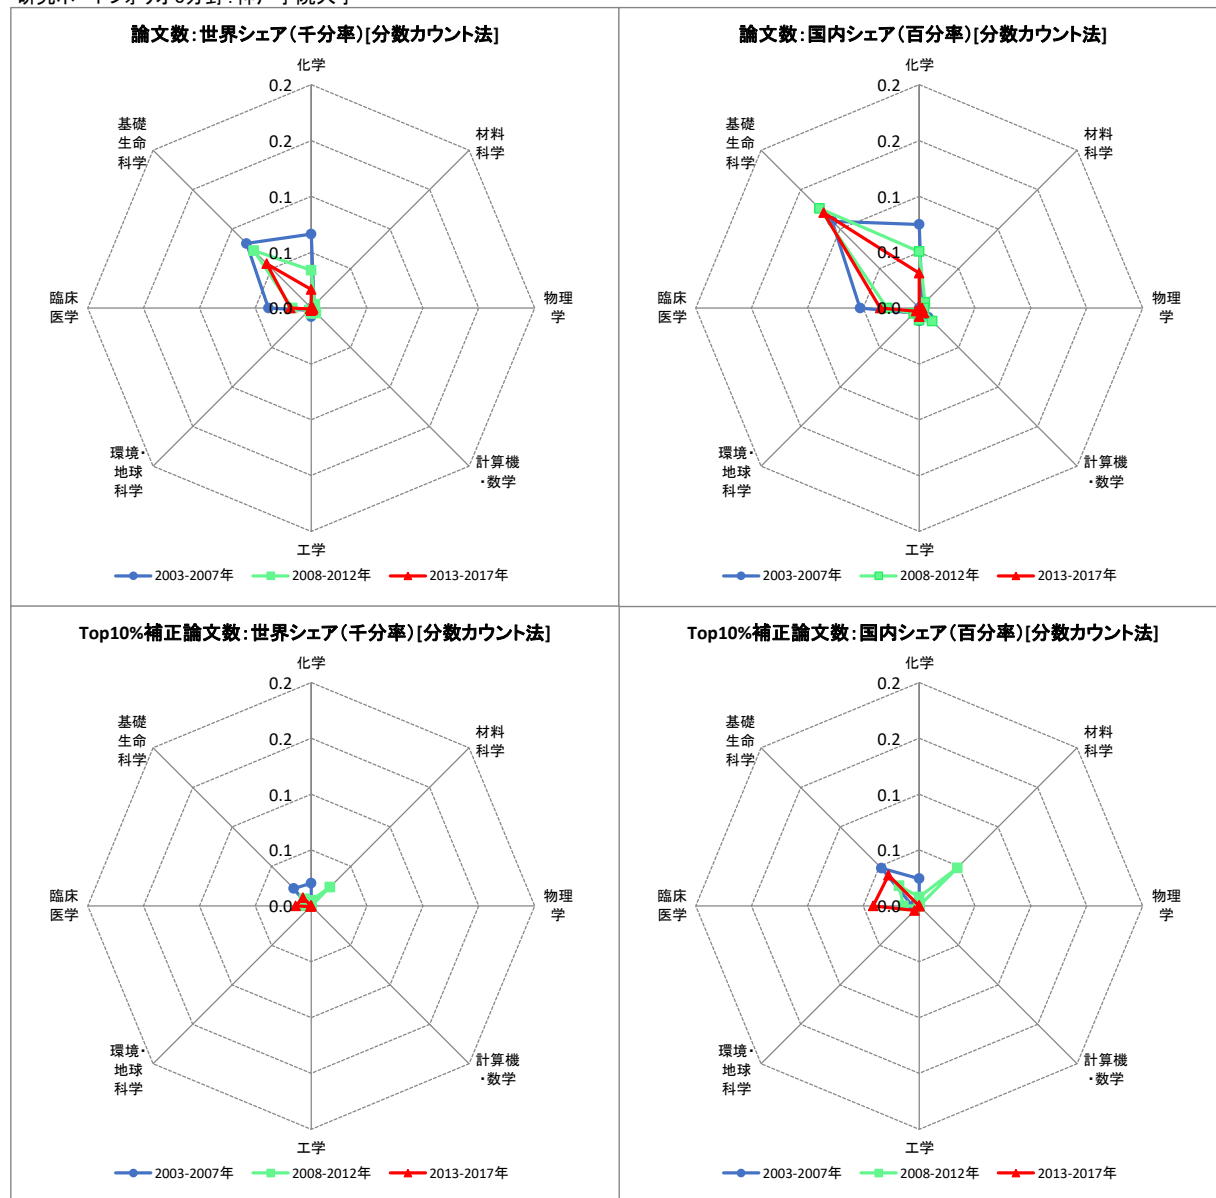 論文数：世界シェア（千分率）[分数カウント法]
化学
0.2
0.2
0.1
0.1
0.0
材料
科学
物理
学
計算機
・数学
工学
環境・
地球
科学
臨床
医学
基礎
生命
科学
2003-2007年 2008-2012年 2013-2017年
論文数：国内シェア（百分率）[分数カウント法]
化学
0.2
0.2
0.1
0.1
0.0
材料
科学
物理
学
計算機
・数学
工学
環境・
地球
科学
臨床
医学
基礎
生命
科学
2003-2007年 2008-2012年 2013-2017年
Top10%補正論文数：世界シェア（千分率）[分数カウント法]
化学
0.2
0.2
0.1
0.1
0.0
材料
科学
物理
学
計算機
・数学
工学
環境・
地球
科学
臨床
医学
基礎
生命
科学
2003-2007年 2008-2012年 2013-2017年
Top10%補正論文数：国内シェア（百分率）[分数カウント法]
化学
0.2
0.2
0.1
0.1
0.0
材料
科学
物理
学
計算機
・数学
工学
環境・
地球
科学
臨床
医学
基礎
生命
科学
2003-2007年 2008-2012年 2013-2017年